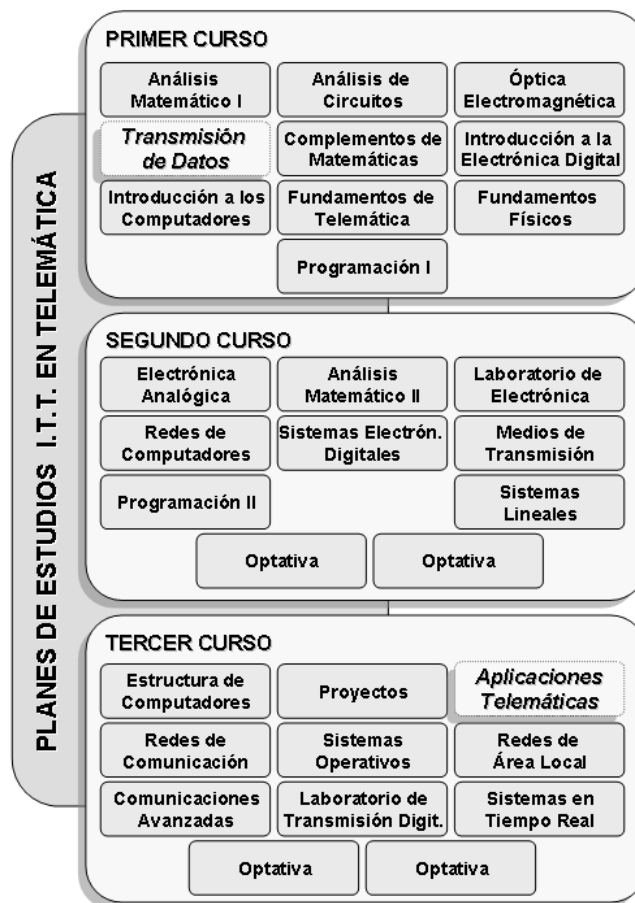 PLANES DE ESTUDIOS I.T.T. EN TELEMÁTICA
PRIMER CURSO
Análisis
Matemático I
Análisis de
Circuitos
Óptica
Electromagnética
Transmisión
de Datos
Complementos de
Matemáticas
Introducción a la
Electrónica Digital
Introducción a los
Computadores
Fundamentos de
Telemática
Fundamentos
Físicos
Programación I
SEGUNDO CURSO
Electrónica
Analógica
Análisis
Matemático II
Laboratorio de
Electrónica
Redes de
Computadores
Sistemas Electrón.
Digitales
Medios de
Transmisión
Programación II
Sistemas
Lineales
Optativa
Optativa
TERCER CURSO
Estructura de
Computadores
Proyectos
Aplicaciones
Telemáticas
Redes de
Comunicación
Sistemas
Operativos
Redes de
Área Local
Comunicaciones
Avanzadas
Laboratorio de
Transmisión Digit.
Sistemas en
Tiempo Real
Optativa
Optativa